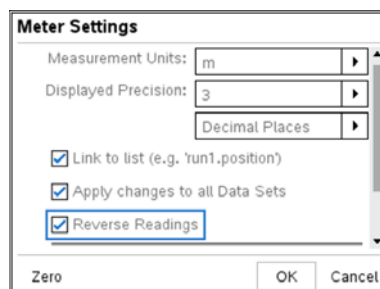 Meter Settings
Measurement Units: m
Displayed Precision: 3
Decimal Places
Link to list (e.g. 'run1.position')
Apply changes to all Data Sets
Reverse Readings
Zero OK Cancel